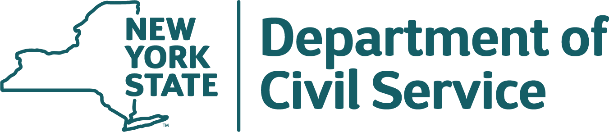 NEW
YORK
STATE
Department of
Civil Service